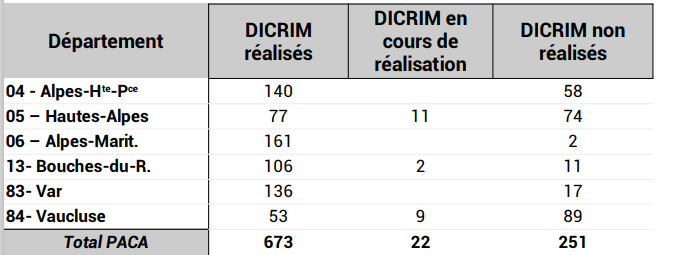 Département DICRIM réalisés DICRIM en cours de réalisation DICRIM non réalisés
04 - Alpes-Hte-Pce 140 58
05 – Hautes-Alpes 77 11 74
06 – Alpes-Marit. 161 2
13- Bouches-du-R. 106 2 11
83- Var 136 17
84- Vaucluse 53 9 89
Total PACA 673 22 251